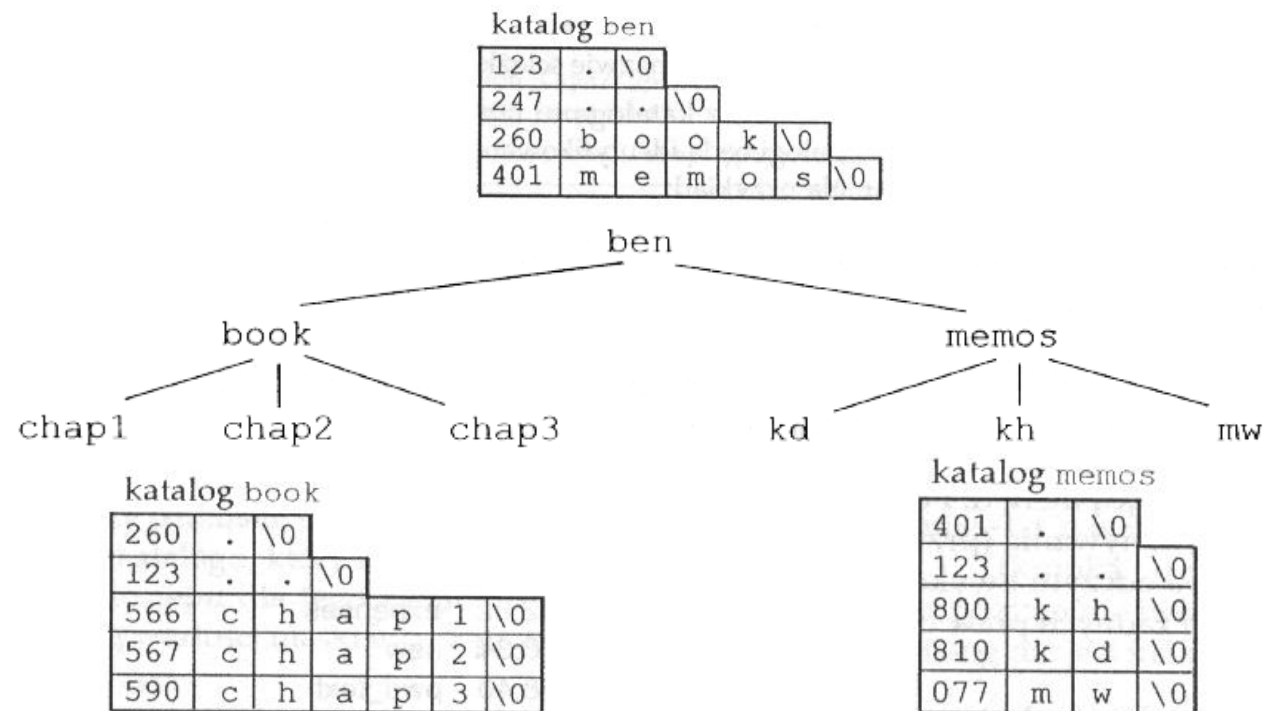 katalog ben
123 . \0
247 . . \0
260 b o o k \0
401 m e m o s \0
ben
book memos
chap1 chap2 chap3 kd kh mw
katalog book
260 . \0
123 . . \0
566 c h a p 1 \0
567 c h a p 2 \0
590 c h a p 3 \0
katalog memos
401 . \0
123 . . \0
800 k h \0
810 k d \0
077 m w \0